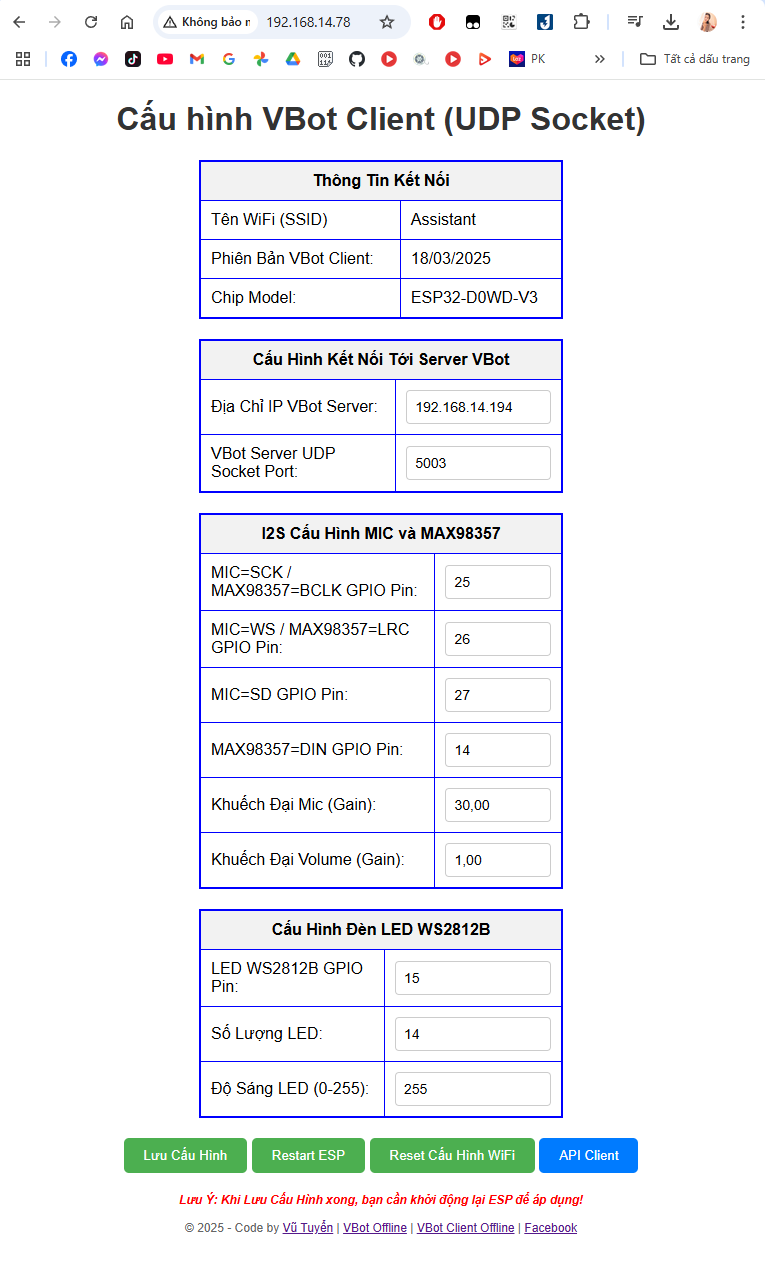 Không bảo n
192.168.14.78
PK
Tất cả dấu trang
Cấu hình VBot Client (UDP Socket)
Thông Tin Kết Nối
Tên WiFi (SSID)
Assistant
Phiên Bản VBot Client:
18/03/2025
Chip Model:
ESP32-D0WD-V3
Cấu Hình Kết Nối Tới Server VBot
Địa Chỉ IP VBot Server:
192.168.14.194
VBot Server UDP
Socket Port:
5003
I2S Cấu Hình MIC và MAX98357
MIC=SCK /
MAX98357=BCLK GPIO Pin:
25
MIC=WS / MAX98357=LRC
GPIO Pin:
26
MIC=SD GPIO Pin:
27
MAX98357=DIN GPIO Pin:
14
Khuếch Đại Mic (Gain):
30,00
Khuếch Đại Volume (Gain):
1,00
Cấu Hình Đèn LED WS2812B
LED WS2812B GPIO
Pin:
15
Số Lượng LED:
14
Độ Sáng LED (0-255):
255
Lưu Cấu Hình
Restart ESP
Reset Cấu Hình WiFi
API Client
Lưu Ý: Khi Lưu Cấu Hình xong, bạn cần khởi động lại ESP để áp dụng!
© 2025 - Code by Vũ Tuyển | VBot Offline | VBot Client Offline | Facebook